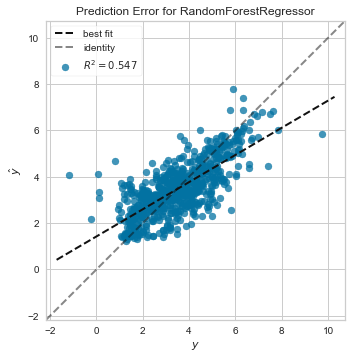 Prediction Error for RandomForestRegressor
best fit
identity
R² = 0.547
ŷ
10
8
6
4
2
0
−2
−2 0 2 4 6 8 10
y